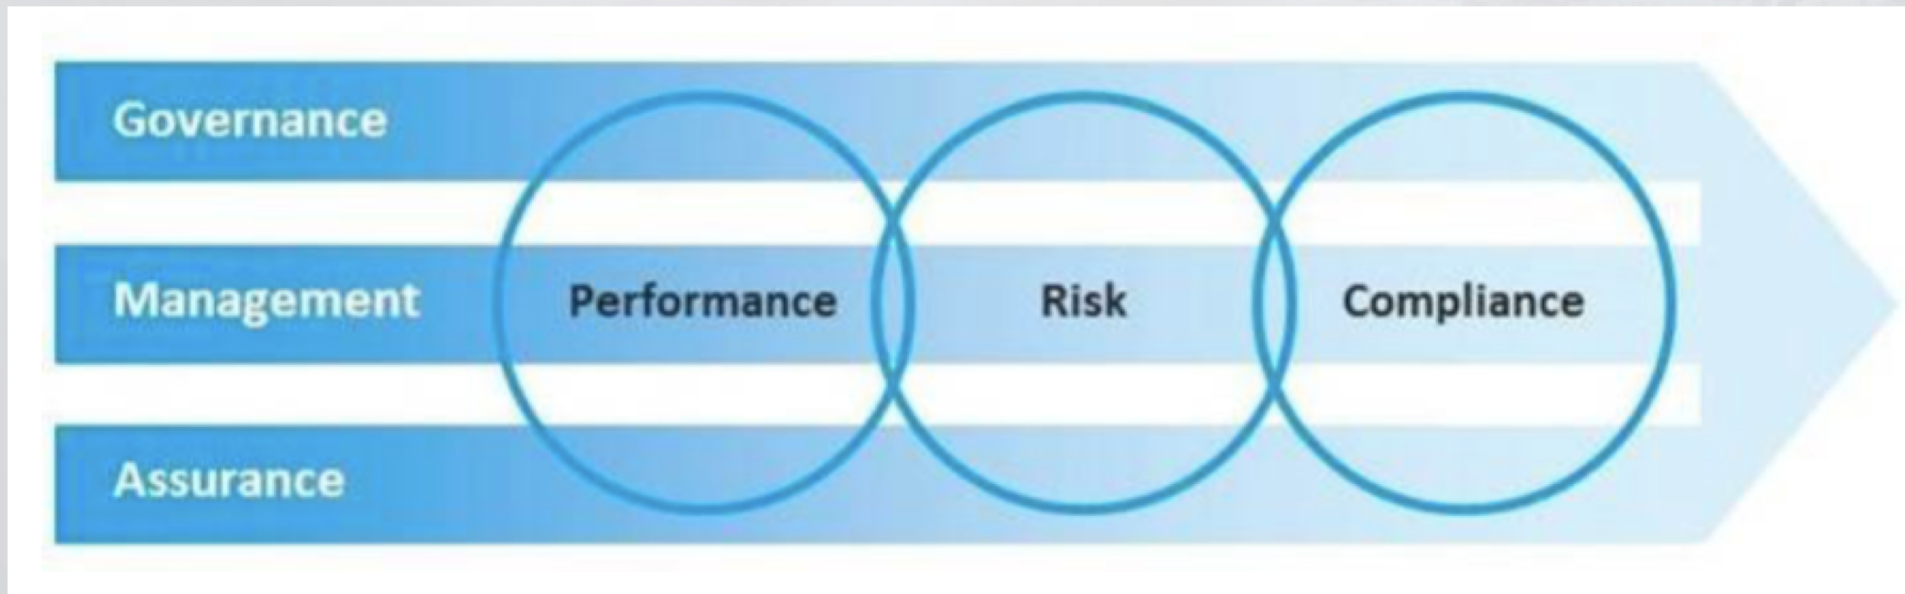 Governance
Management
Performance
Risk
Compliance
Assurance